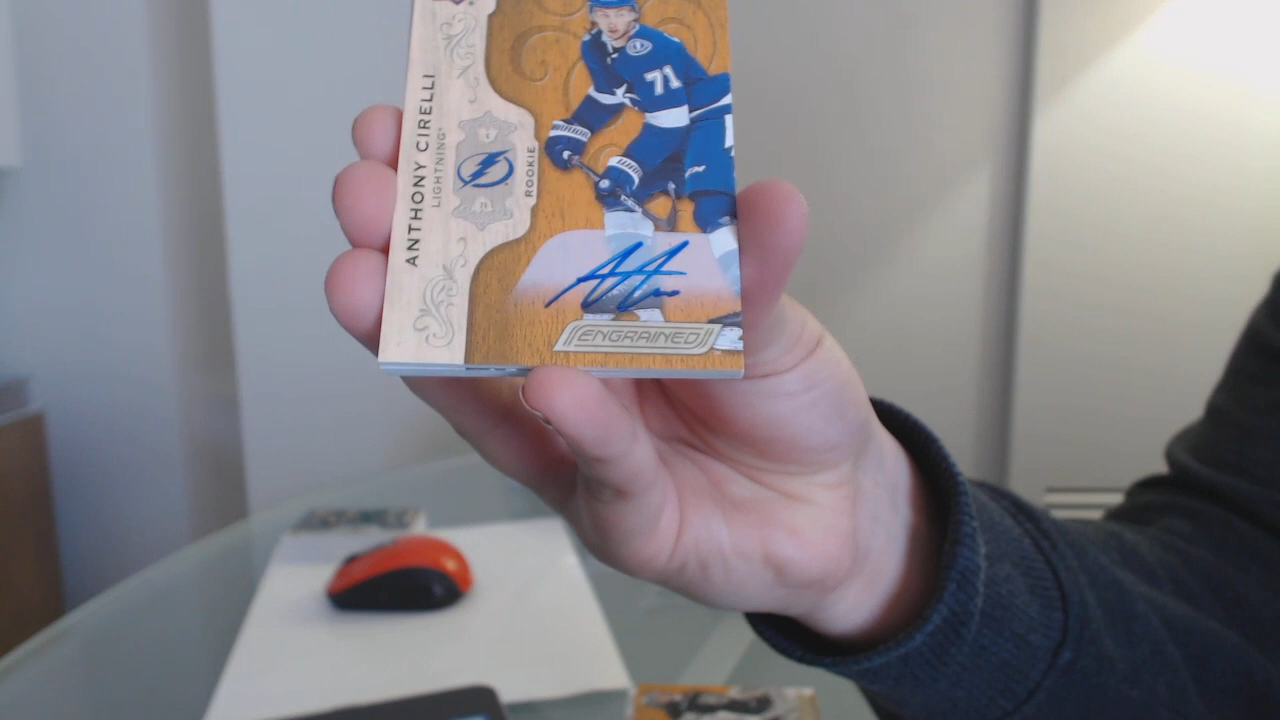 ANTHONY CIRELLI
LIGHTNING
ROOKIE
71
ENGRAINED